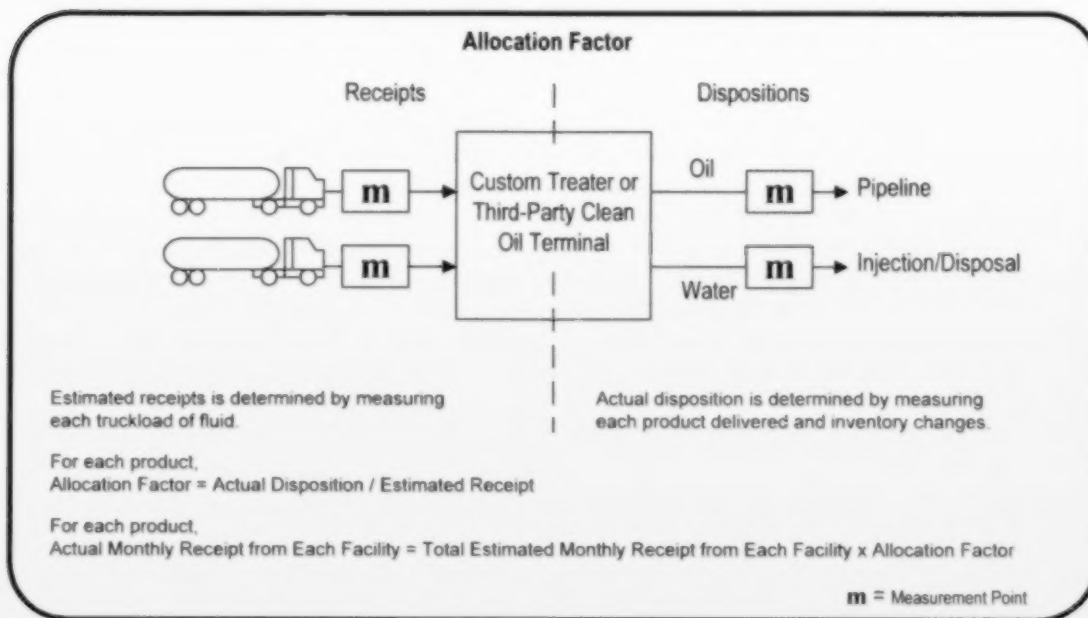 Allocation Factor
Receipts
Dispositions
m
m
Custom Treater or
Third-Party Clean
Oil Terminal
Oil
m
Pipeline
Water
m
Injection/Disposal
Estimated receipts is determined by measuring
each truckload of fluid.
Actual disposition is determined by measuring
each product delivered and inventory changes.
For each product,
Allocation Factor = Actual Disposition / Estimated Receipt
For each product,
Actual Monthly Receipt from Each Facility = Total Estimated Monthly Receipt from Each Facility x Allocation Factor
m = Measurement Point